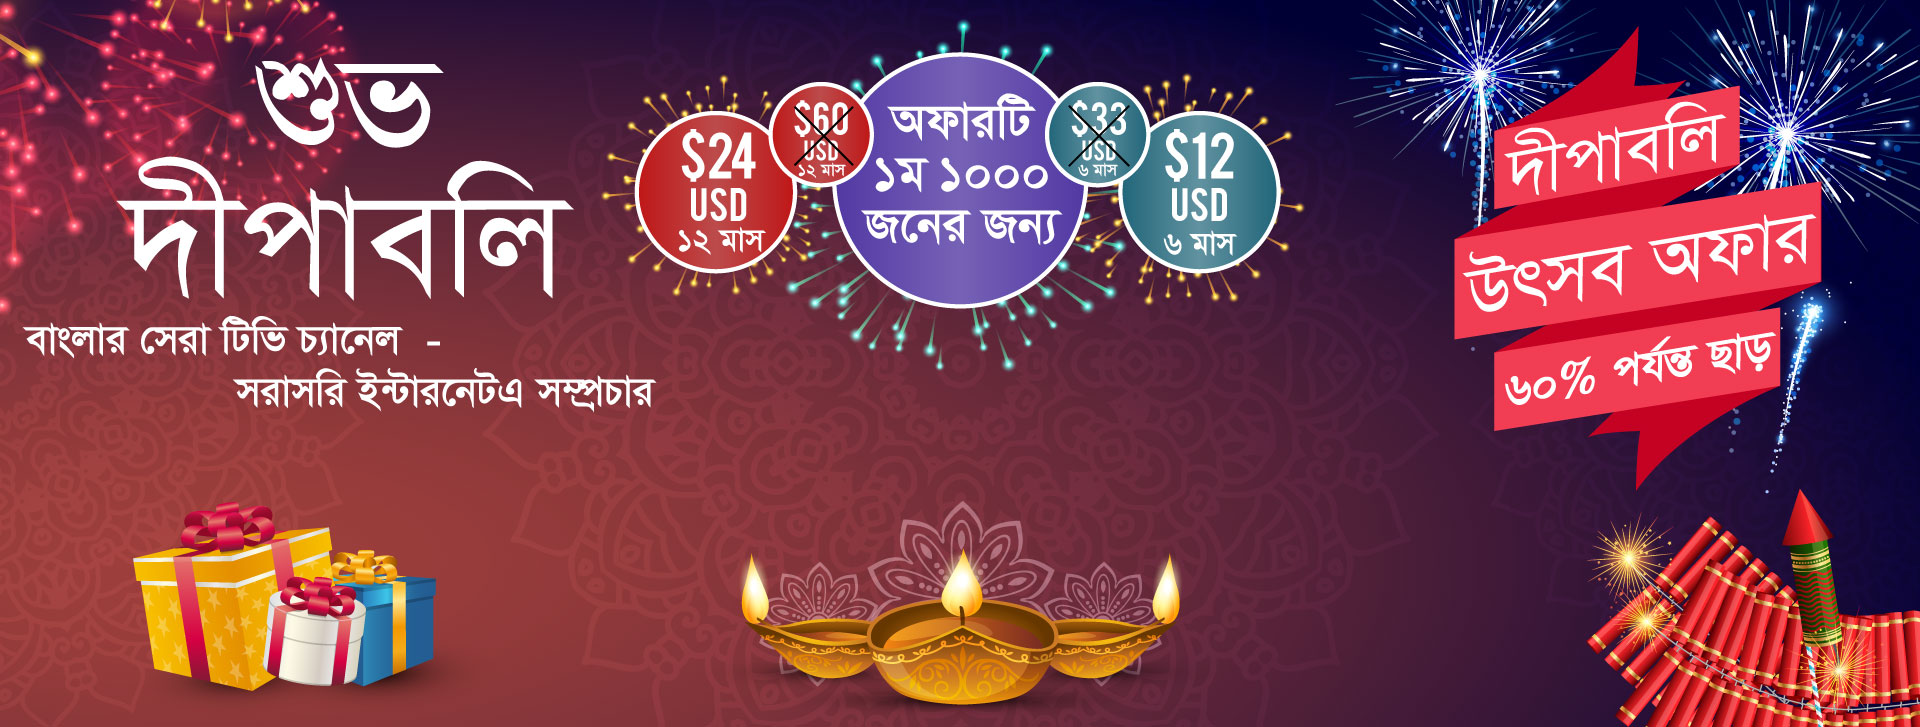 শুভ
দীপাবলি
বাংলার সেরা টিভি চ্যানেল -
সরাসরি ইন্টারনেটএ সম্প্রচার
$24
USD
১২ মাস
$60
USD
১২ মাস
অফারটি
১ম ১০০০
জনের জন্য
$33
USD
৬ মাস
$12
USD
৬ মাস
দীপাবলি
উৎসব অফার
৬০% পর্যন্ত ছাড়